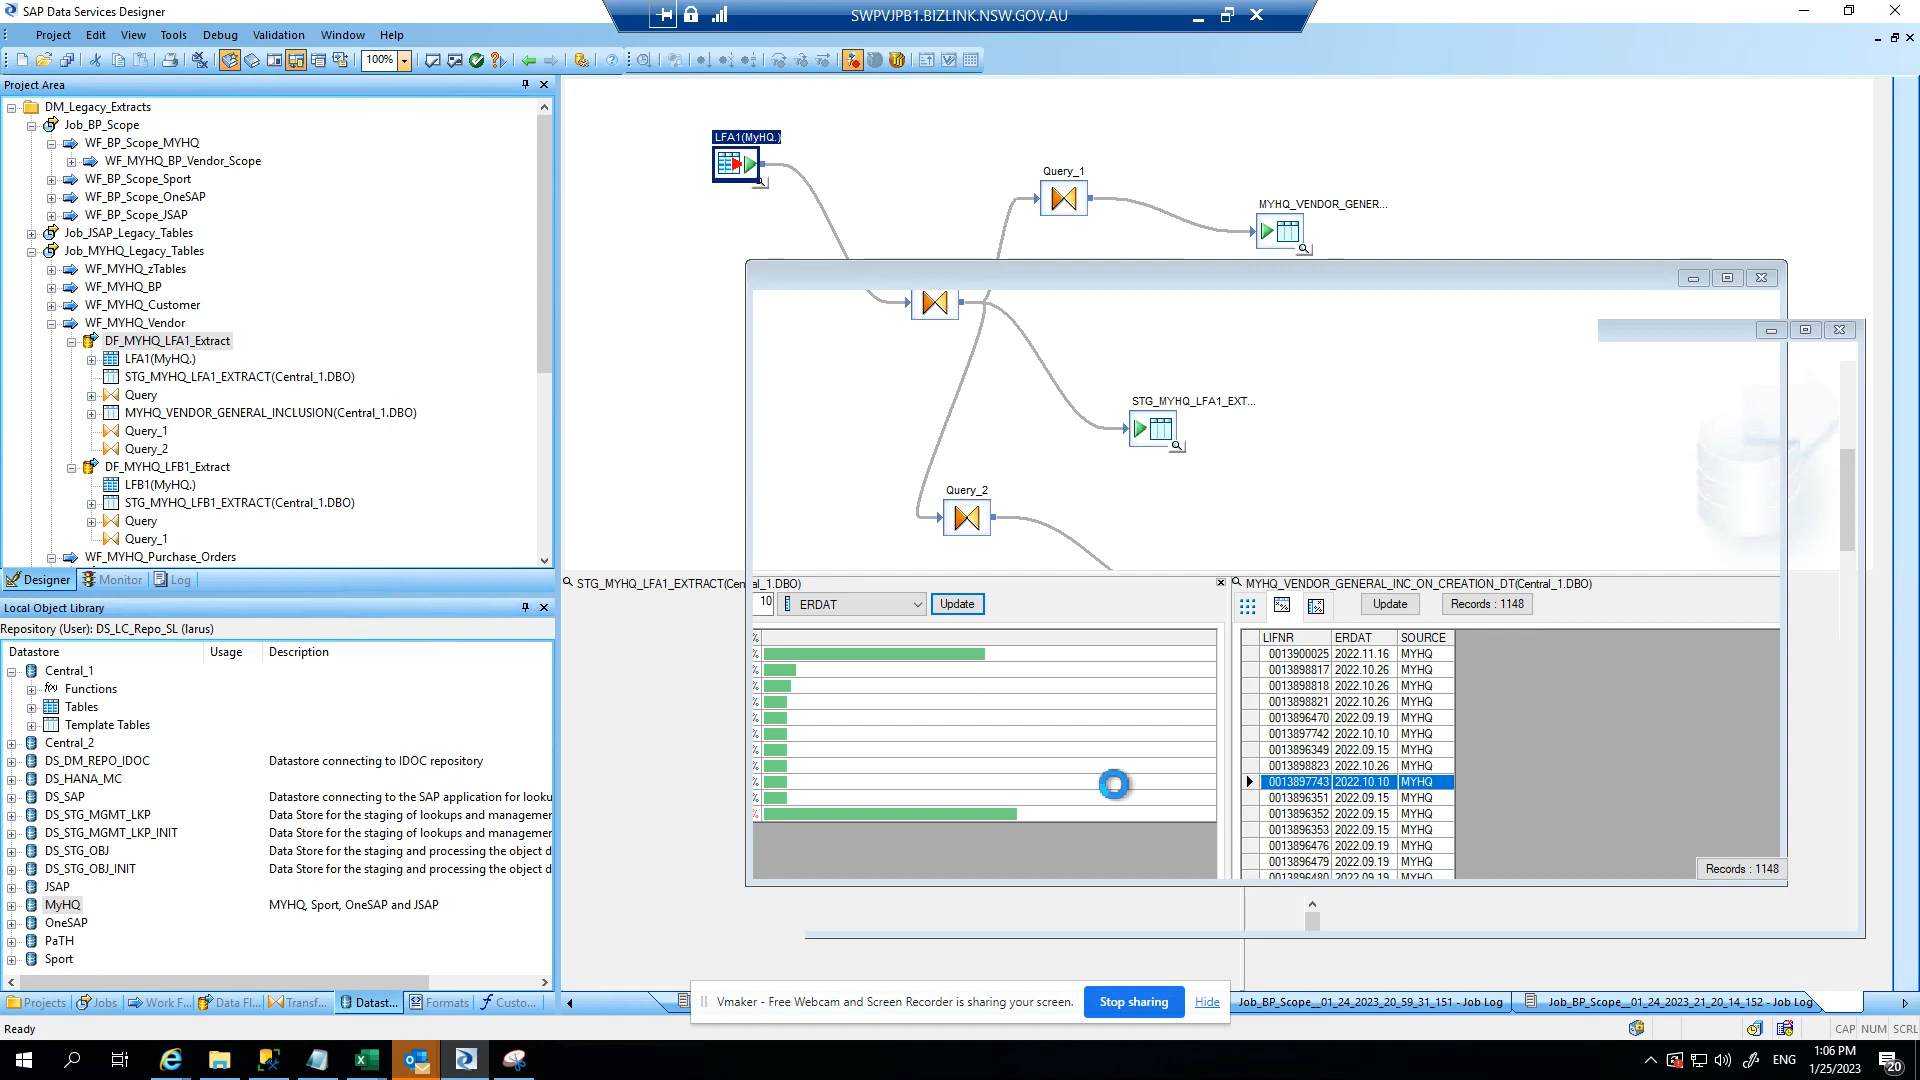 SAP Data Services Designer
SWPVJPB1.BIZLINK.NSW.GOV.AU
Project Edit View Tools Debug Validation Window Help
100%
Project Area
DM_Legacy_Extracts
Job_BP_Scope
WF_BP_Scope_MYHQ
WF_MYHQ_BP_Vendor_Scope
WF_BP_Scope_Sport
WF_BP_Scope_OneSAP
WF_BP_Scope_JSAP
Job_JSAP_Legacy_Tables
Job_MYHQ_Legacy_Tables
WF_MYHQ_zTables
WF_MYHQ_BP
WF_MYHQ_Customer
WF_MYHQ_Vendor
DF_MYHQ_LFA1_Extract
LFA1(MyHQ.)
STG_MYHQ_LFA1_EXTRACT(Central_1.DBO)
Query
MYHQ_VENDOR_GENERAL_INCLUSION(Central_1.DBO)
Query_1
Query_2
DF_MYHQ_LFB1_Extract
LFB1(MyHQ.)
STG_MYHQ_LFB1_EXTRACT(Central_1.DBO)
Query
Query_1
WF_MYHQ_Purchase_Orders
Designer Monitor Log
Local Object Library
Repository (User): DS_LC_Repo_SL (larus)
Datastore Usage Description
Central_1
Functions
Tables
Template Tables
Central_2
DS_DM_REPO_IDOC Datastore connecting to IDOC repository
DS_HANA_MC
DS_SAP Datastore connecting to the SAP application for looku
DS_STG_MGMT_LKP Data Store for the staging of lookups and manageme
DS_STG_MGMT_LKP_INIT Data Store for the staging of lookups and manageme
DS_STG_OBJ Data Store for the staging and processing the object d
DS_STG_OBJ_INIT Data Store for the staging and processing the object d
JSAP
MyHQ MYHQ, Sport, OneSAP and JSAP
OneSAP
PaTH
Sport
Projects Jobs Work F... Data Fl... Transf... Datast... Formats Custo...
Ready
LFA1(MyHQ.)
Query_1
MYHQ_VENDOR_GENER...
STG_MYHQ_LFA1_EXT...
Query_2
STG_MYHQ_LFA1_EXTRACT(Cen al_1.DBO)
10 ERDAT Update
%
%
%
%
%
%
%
%
%
%
%
%
MYHQ_VENDOR_GENERAL_INC_ON_CREATION_DT(Central_1.DBO)
Update Records : 1148
LIFNR ERDAT SOURCE
0013900025 2022.11.16 MYHQ
0013898817 2022.10.26 MYHQ
0013898818 2022.10.26 MYHQ
0013898821 2022.10.26 MYHQ
0013896470 2022.09.19 MYHQ
0013897742 2022.10.10 MYHQ
0013896349 2022.09.15 MYHQ
0013898823 2022.10.26 MYHQ
0013897743 2022.10.10 MYHQ
0013896351 2022.09.15 MYHQ
0013896352 2022.09.15 MYHQ
0013896353 2022.09.15 MYHQ
0013896476 2022.09.19 MYHQ
0013896479 2022.09.19 MYHQ
0013896480 2022.09.19 MYHQ
Records : 1148
Vmaker - Free Webcam and Screen Recorder is sharing your screen. Stop sharing Hide
Job_BP_Scope__01_24_2023_20_59_31_151 - Job Log
Job_BP_Scope__01_24_2023_21_20_14_152 - Job Log
CAP NUM SCRL
ENG
1:06 PM
1/25/2023
20